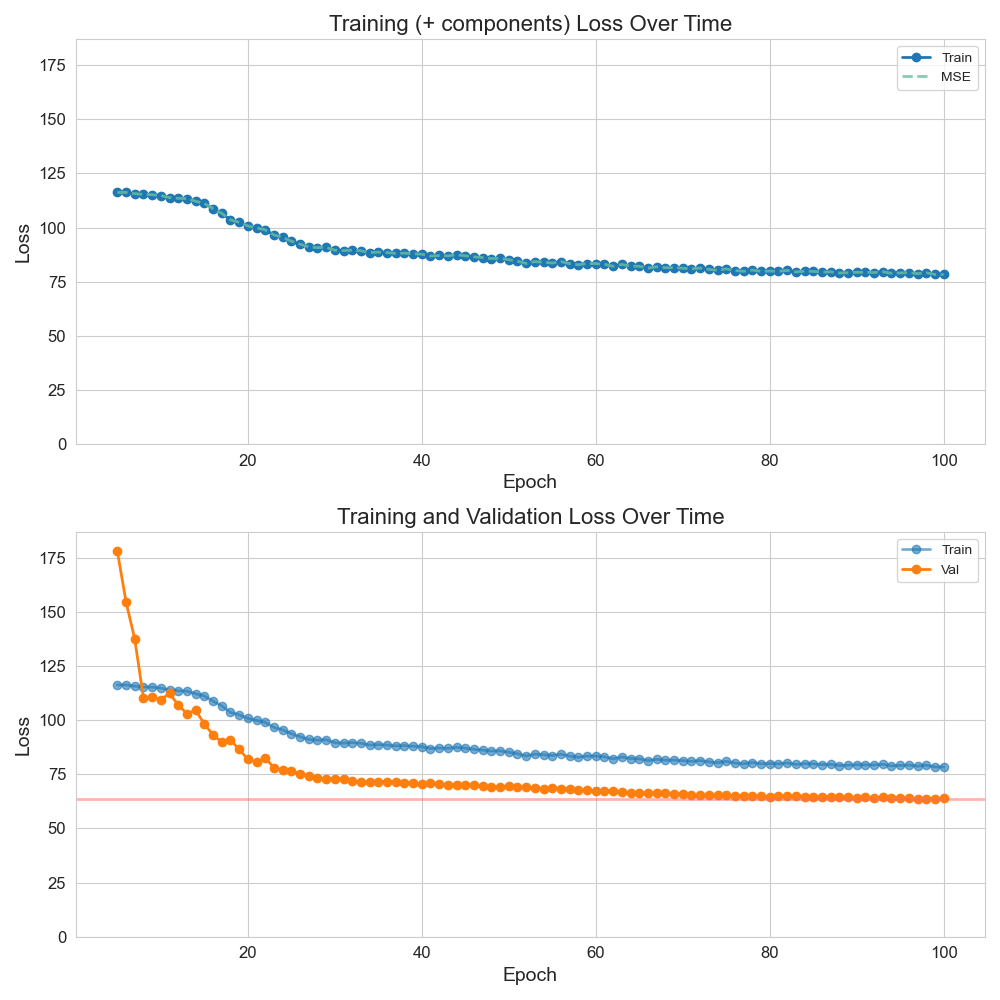 Training (+ components) Loss Over Time
Train
MSE
175
150
125
100
75
50
25
0
Loss
20 40 60 80 100
Epoch
Training and Validation Loss Over Time
Train
Val
175
150
125
100
75
50
25
0
Loss
20 40 60 80 100
Epoch